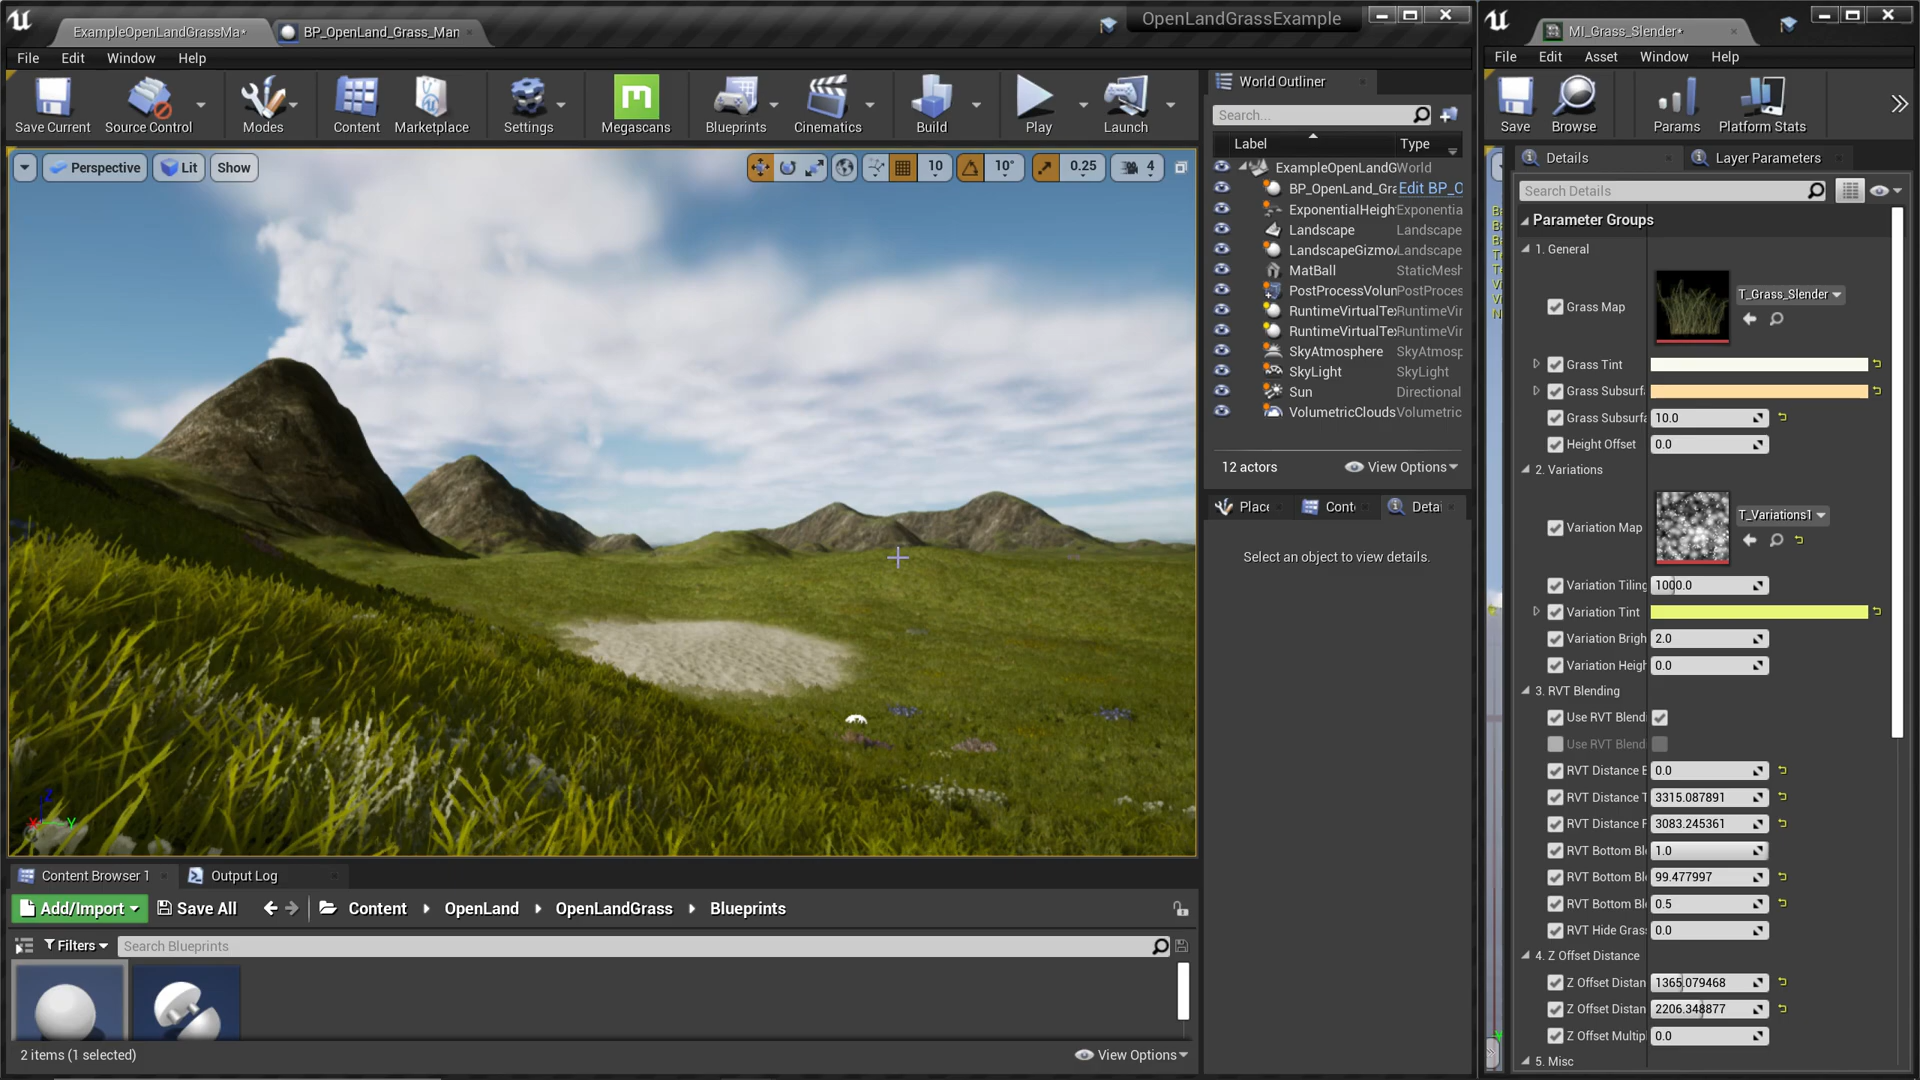 ExampleOpenLandGrassMa*
BP_OpenLand_Grass_Man
OpenLandGrassExample
File Edit Window Help
Save Current
Source Control
Modes
Content
Marketplace
Settings
Megascans
Blueprints
Cinematics
Build
Play
Launch
Perspective
Lit
Show
10
10°
0.25
4
World Outliner
Search...
Label Type
ExampleOpenLandG World
BP_OpenLand_Gra Edit BP_O
ExponentialHeigh Exponentia
Landscape Landscape
LandscapeGizmo Landscape
MatBall StaticMesh
PostProcessVolun PostProces
RuntimeVirtualTe RuntimeVir
RuntimeVirtualTe RuntimeVir
SkyAtmosphere SkyAtmosp
SkyLight SkyLight
Sun Directional
VolumetricClouds Volumetric
12 actors
View Options
Place
Conte
Detai
Select an object to view details.
Content Browser 1
Output Log
Add/Import
Save All
Content
OpenLand
OpenLandGrass
Blueprints
Filters
Search Blueprints
2 items (1 selected)
View Options
MI_Grass_Slender*
File Edit Asset Window Help
Save
Browse
Params
Platform Stats
Details
Layer Parameters
Search Details
Parameter Groups
1. General
Grass Map
T_Grass_Slender
Grass Tint
Grass Subsurf
Grass Subsurfa 10.0
Height Offset 0.0
2. Variations
Variation Map
T_Variations1
Variation Tiling 1000.0
Variation Tint
Variation Brigh 2.0
Variation Heigh 0.0
3. RVT Blending
Use RVT Blend
Use RVT Blend
RVT Distance B 0.0
RVT Distance T 3315.087891
RVT Distance F 3083.245361
RVT Bottom Ble 1.0
RVT Bottom Ble 99.477997
RVT Bottom Ble 0.5
RVT Hide Gras 0.0
4. Z Offset Distance
Z Offset Distan 1365.079468
Z Offset Distan 2206.348877
Z Offset Multip 0.0
5. Misc